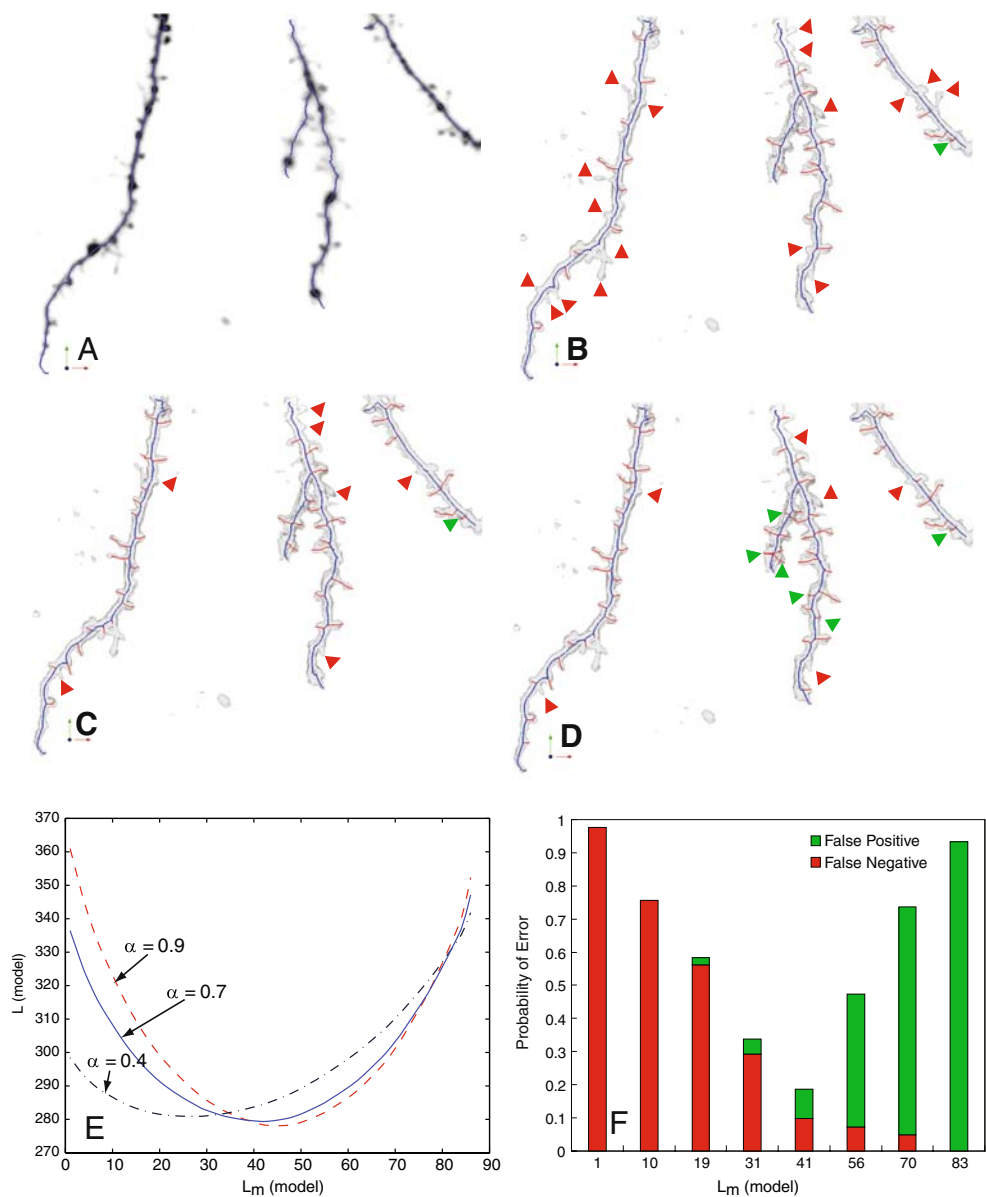 A
B
C
D
370
360
350
340
330
320
310
300
290
280
270
L (model)
α = 0.9
α = 0.7
α = 0.4
E
0 10 20 30 40 50 60 70 80 90
Lm (model)
1
0.9
0.8
0.7
0.6
0.5
0.4
0.3
0.2
0.1
0
Probability of Error
False Positive
False Negative
F
1 10 19 31 41 56 70 83
Lm (model)